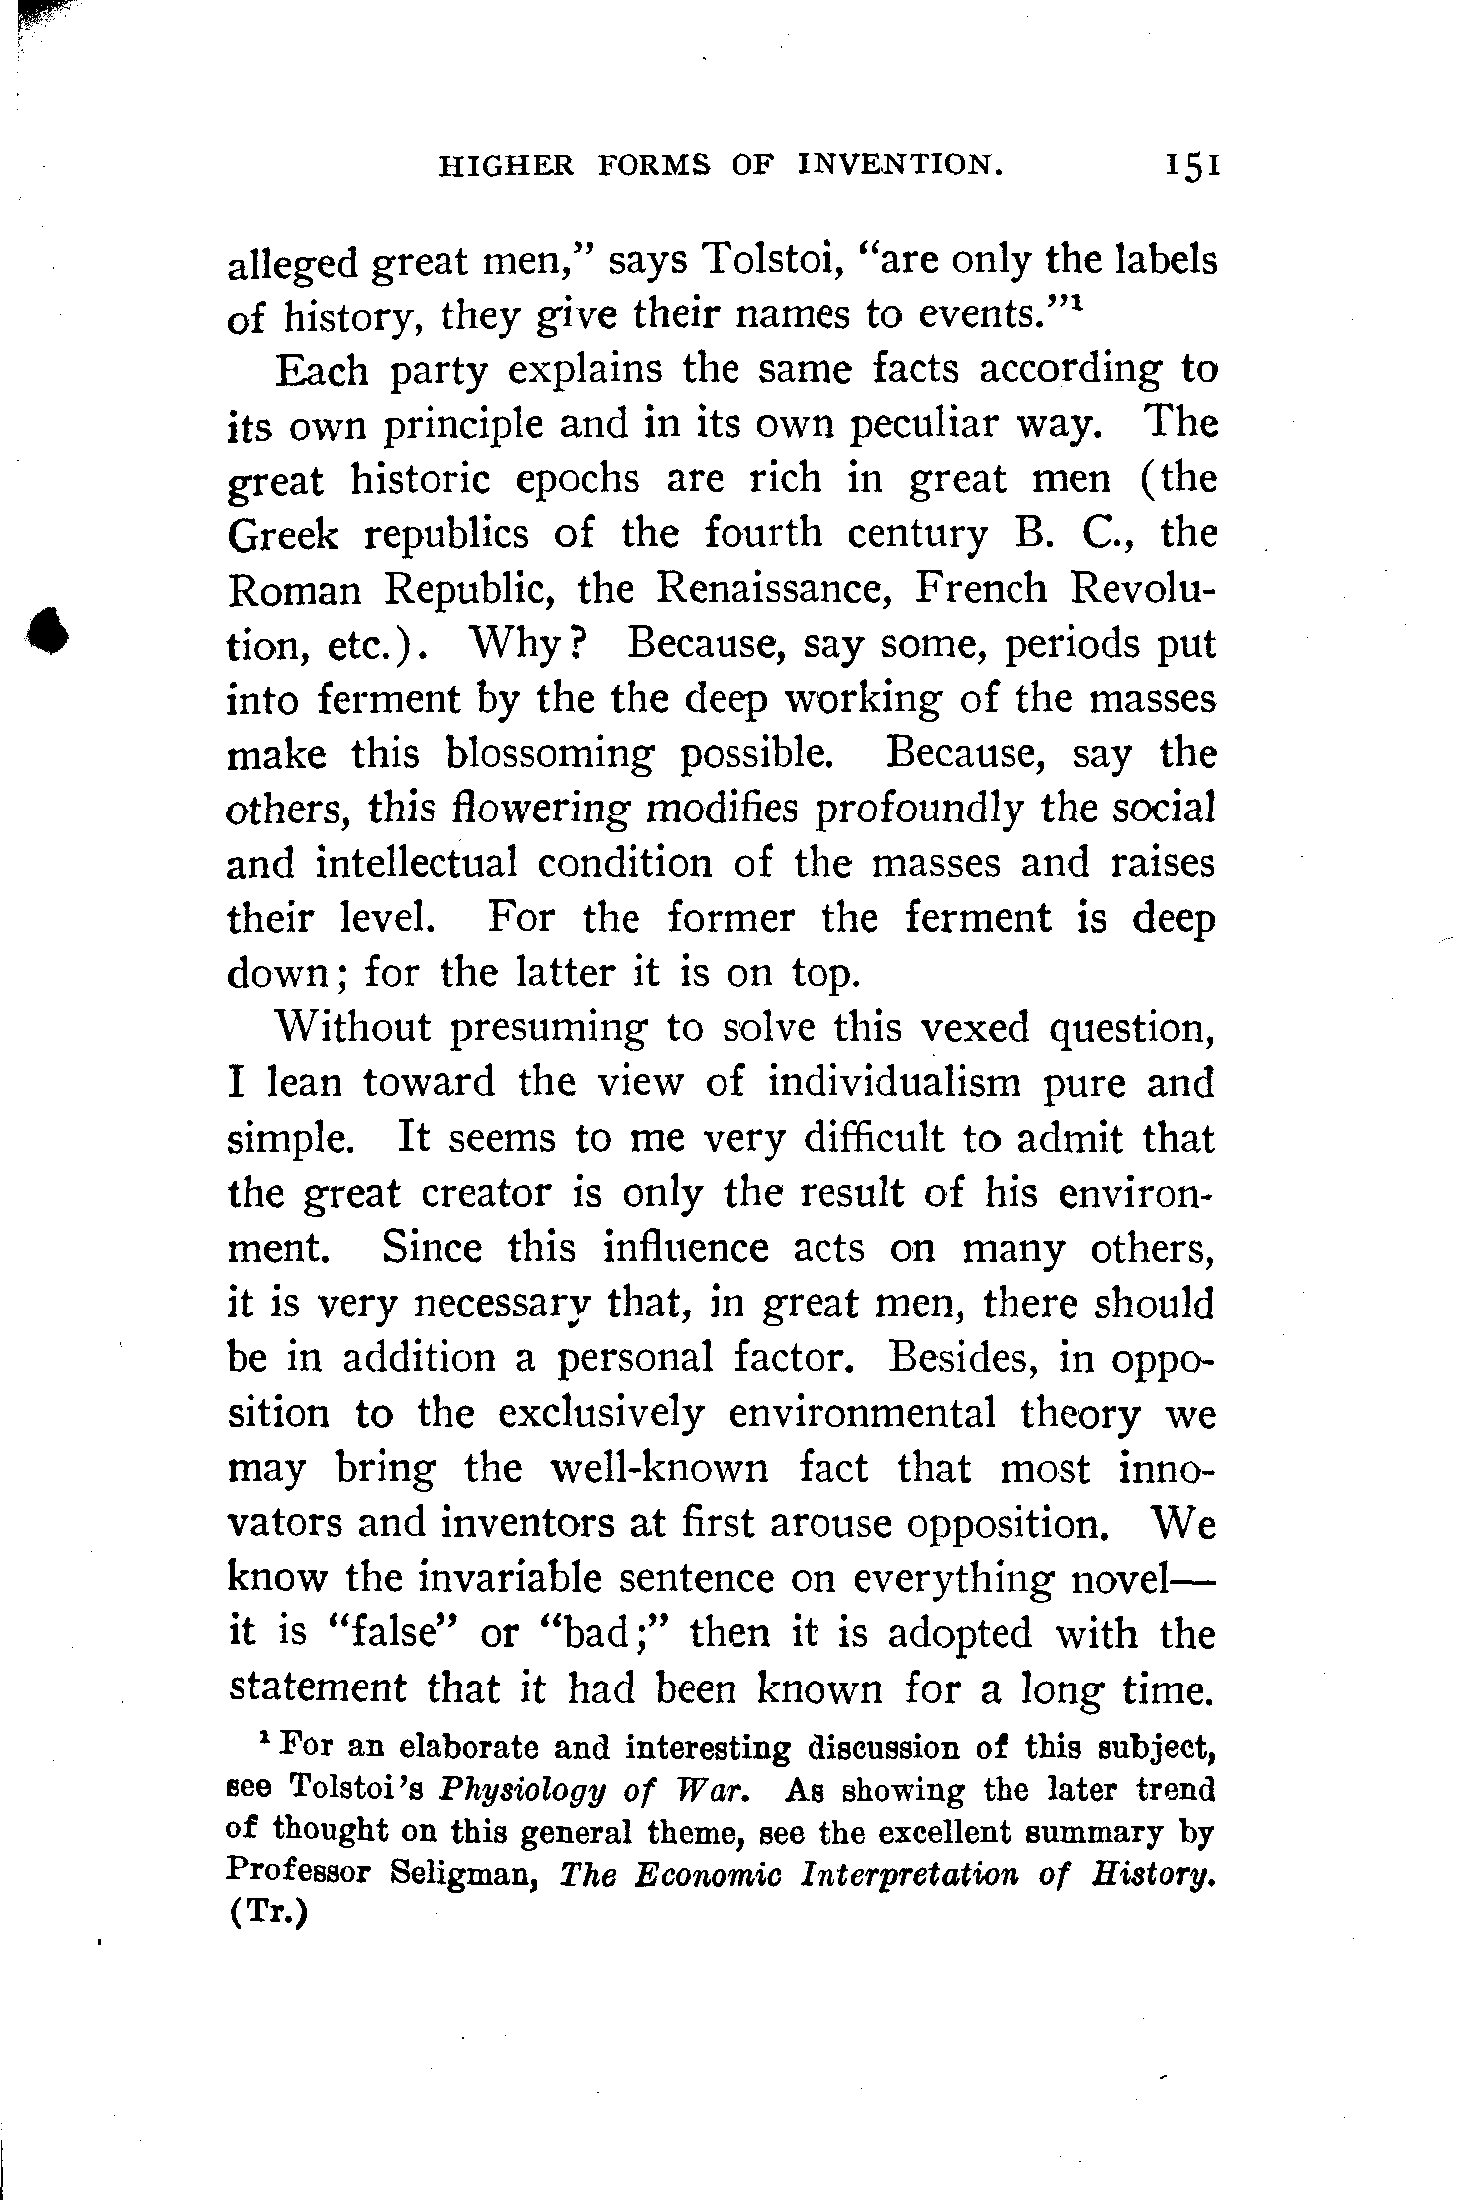 HIGHER FORMS OF INVENTION. 151
alleged great men,” says Tolstoi, “are only the labels
of history, they give their names to events.”¹
Each party explains the same facts according to
its own principle and in its own peculiar way. The
great historic epochs are rich in great men (the
Greek republics of the fourth century B. C., the
Roman Republic, the Renaissance, French Revolu-
tion, etc.). Why? Because, say some, periods put
into ferment by the the deep working of the masses
make this blossoming possible. Because, say the
others, this flowering modifies profoundly the social
and intellectual condition of the masses and raises
their level. For the former the ferment is deep
down; for the latter it is on top.
Without presuming to solve this vexed question,
I lean toward the view of individualism pure and
simple. It seems to me very difficult to admit that
the great creator is only the result of his environ-
ment. Since this influence acts on many others,
it is very necessary that, in great men, there should
be in addition a personal factor. Besides, in oppo-
sition to the exclusively environmental theory we
may bring the well-known fact that most inno-
vators and inventors at first arouse opposition. We
know the invariable sentence on everything novel—
it is “false” or “bad;” then it is adopted with the
statement that it had been known for a long time.
¹ For an elaborate and interesting discussion of this subject,
see Tolstoi’s Physiology of War. As showing the later trend
of thought on this general theme, see the excellent summary by
Professor Seligman, The Economic Interpretation of History.
(Tr.)